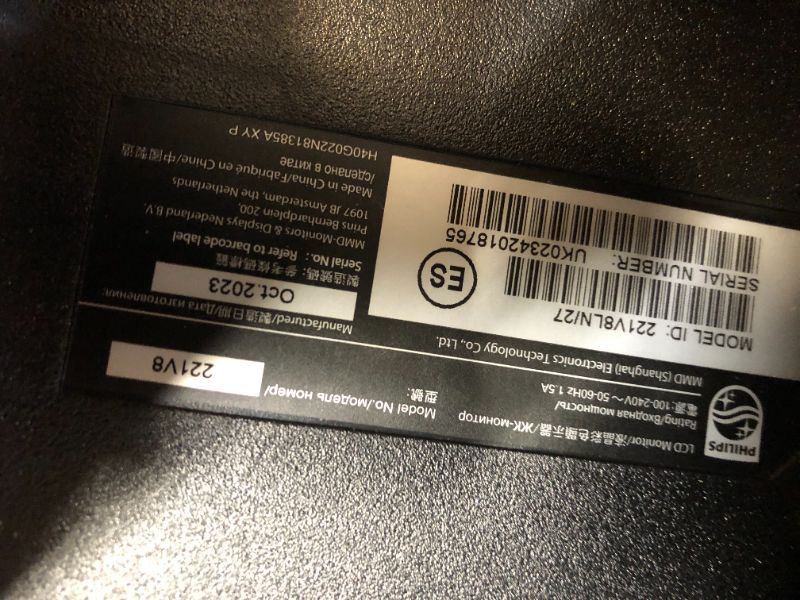 PHILIPS
LCD Monitor/液晶彩色顯示器/ЖК-монитор
Rating/Входная мощность/
電源:100-240V～50-60Hz 1.5A
MMD (Shanghai) Electronics Technology Co., Ltd.
Model No./модель номер/
型號:
221V8
MODEL ID: 221V8LN/27
SERIAL NUMBER:
UK02342018765
ES
Manufactured/製造日期/Дата изготовления:
Oct.2023
製造號碼: 參考條碼標籤
Serial No.: Refer to barcode label
MMD-Monitors & Displays Nederland B.V.
Prins Bernhardplein 200,
1097 JB Amsterdam, the Netherlands
Made in China/Fabriqué en Chine/中國製造
/сделано в китае
H40G022N81385A XY P